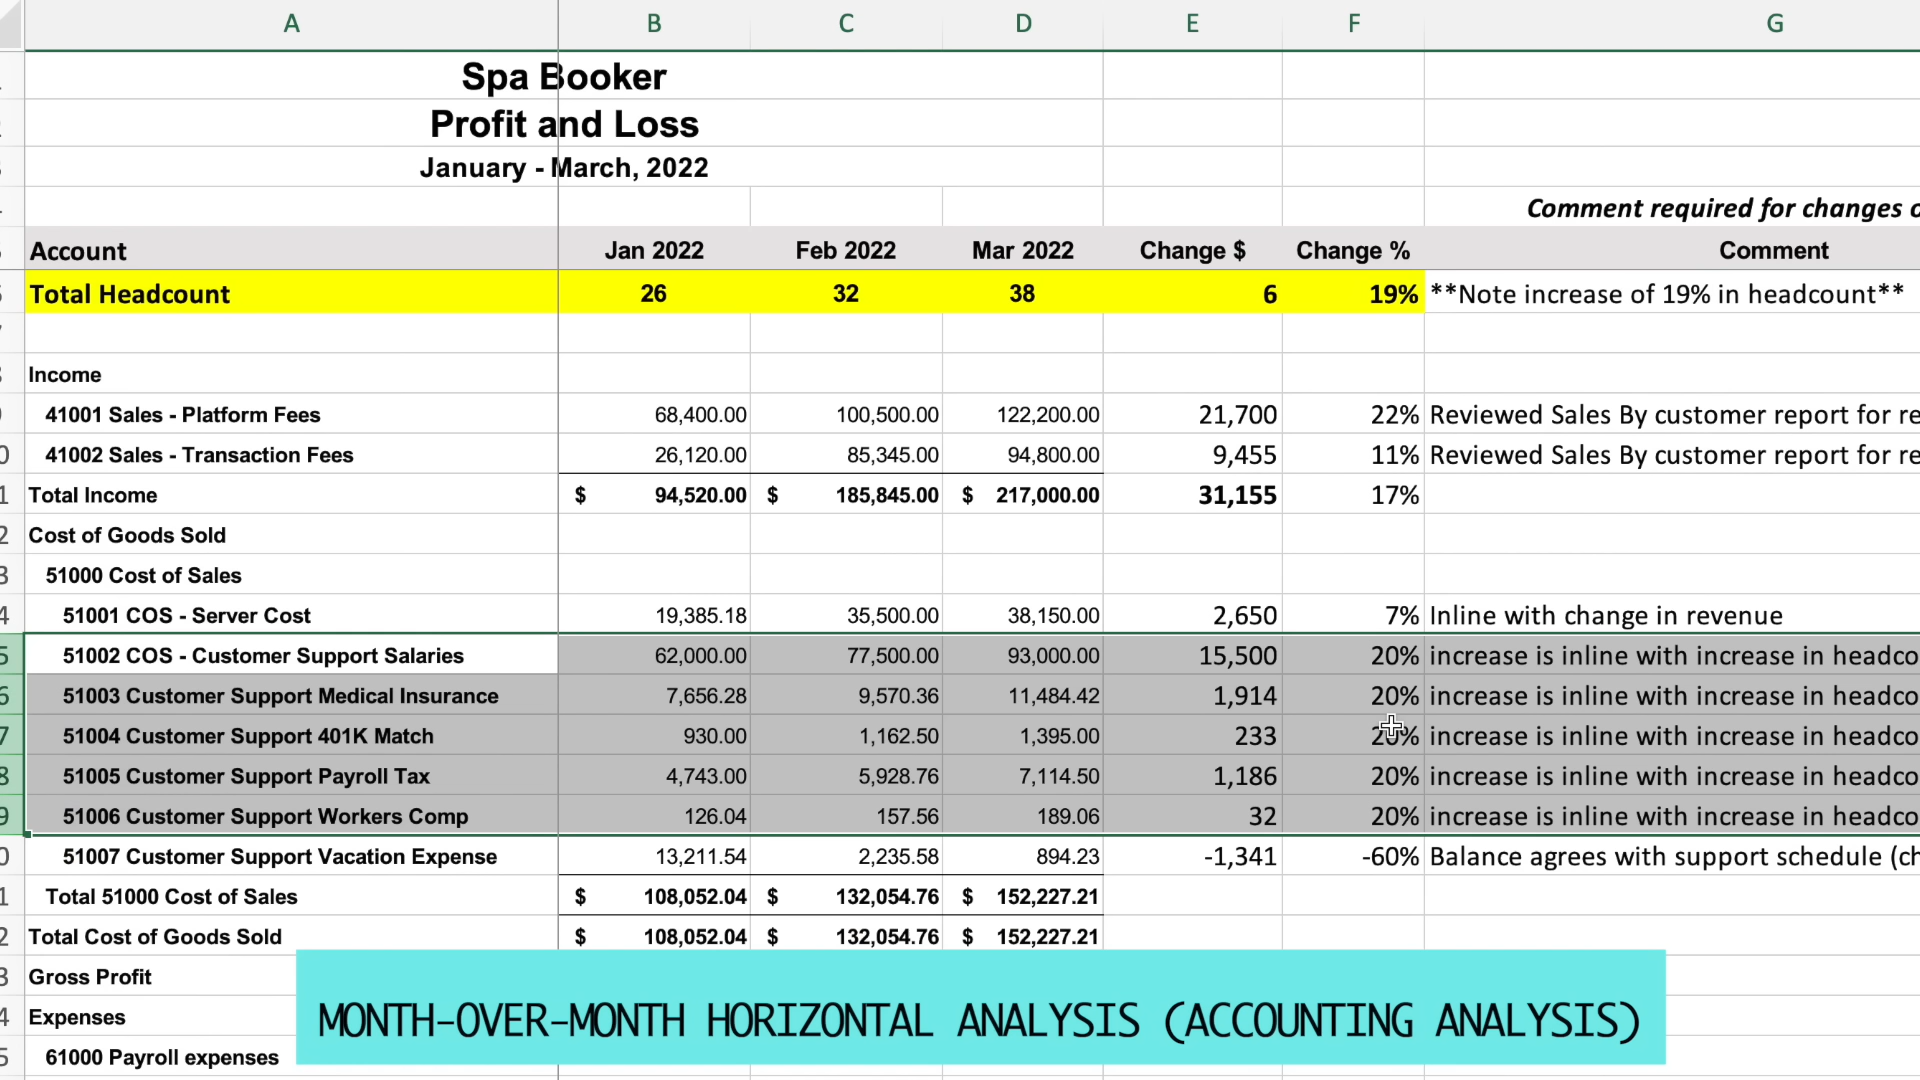 A B C D E F G
Spa Booker
Profit and Loss
January - March, 2022
Comment required for changes
Account Jan 2022 Feb 2022 Mar 2022 Change $ Change % Comment
Total Headcount 26 32 38 6 19% **Note increase of 19% in headcount**
Income
41001 Sales - Platform Fees 68,400.00 100,500.00 122,200.00 21,700 22% Reviewed Sales By customer report for
41002 Sales - Transaction Fees 26,120.00 85,345.00 94,800.00 9,455 11% Reviewed Sales By customer report for
Total Income $ 94,520.00 $ 185,845.00 $ 217,000.00 31,155 17%
Cost of Goods Sold
51000 Cost of Sales
51001 COS - Server Cost 19,385.18 35,500.00 38,150.00 2,650 7% Inline with change in revenue
51002 COS - Customer Support Salaries 62,000.00 77,500.00 93,000.00 15,500 20% increase is inline with increase in headco
51003 Customer Support Medical Insurance 7,656.28 9,570.36 11,484.42 1,914 20% increase is inline with increase in headco
51004 Customer Support 401K Match 930.00 1,162.50 1,395.00 233 20% increase is inline with increase in headco
51005 Customer Support Payroll Tax 4,743.00 5,928.76 7,114.50 1,186 20% increase is inline with increase in headco
51006 Customer Support Workers Comp 126.04 157.56 189.06 32 20% increase is inline with increase in headco
51007 Customer Support Vacation Expense 13,211.54 2,235.58 894.23 -1,341 -60% Balance agrees with support schedule (ch
Total 51000 Cost of Sales $ 108,052.04 $ 132,054.76 $ 152,227.21
Total Cost of Goods Sold $ 108,052.04 $ 132,054.76 $ 152,227.21
Gross Profit
Expenses
61000 Payroll expenses
MONTH-OVER-MONTH HORIZONTAL ANALYSIS (ACCOUNTING ANALYSIS)